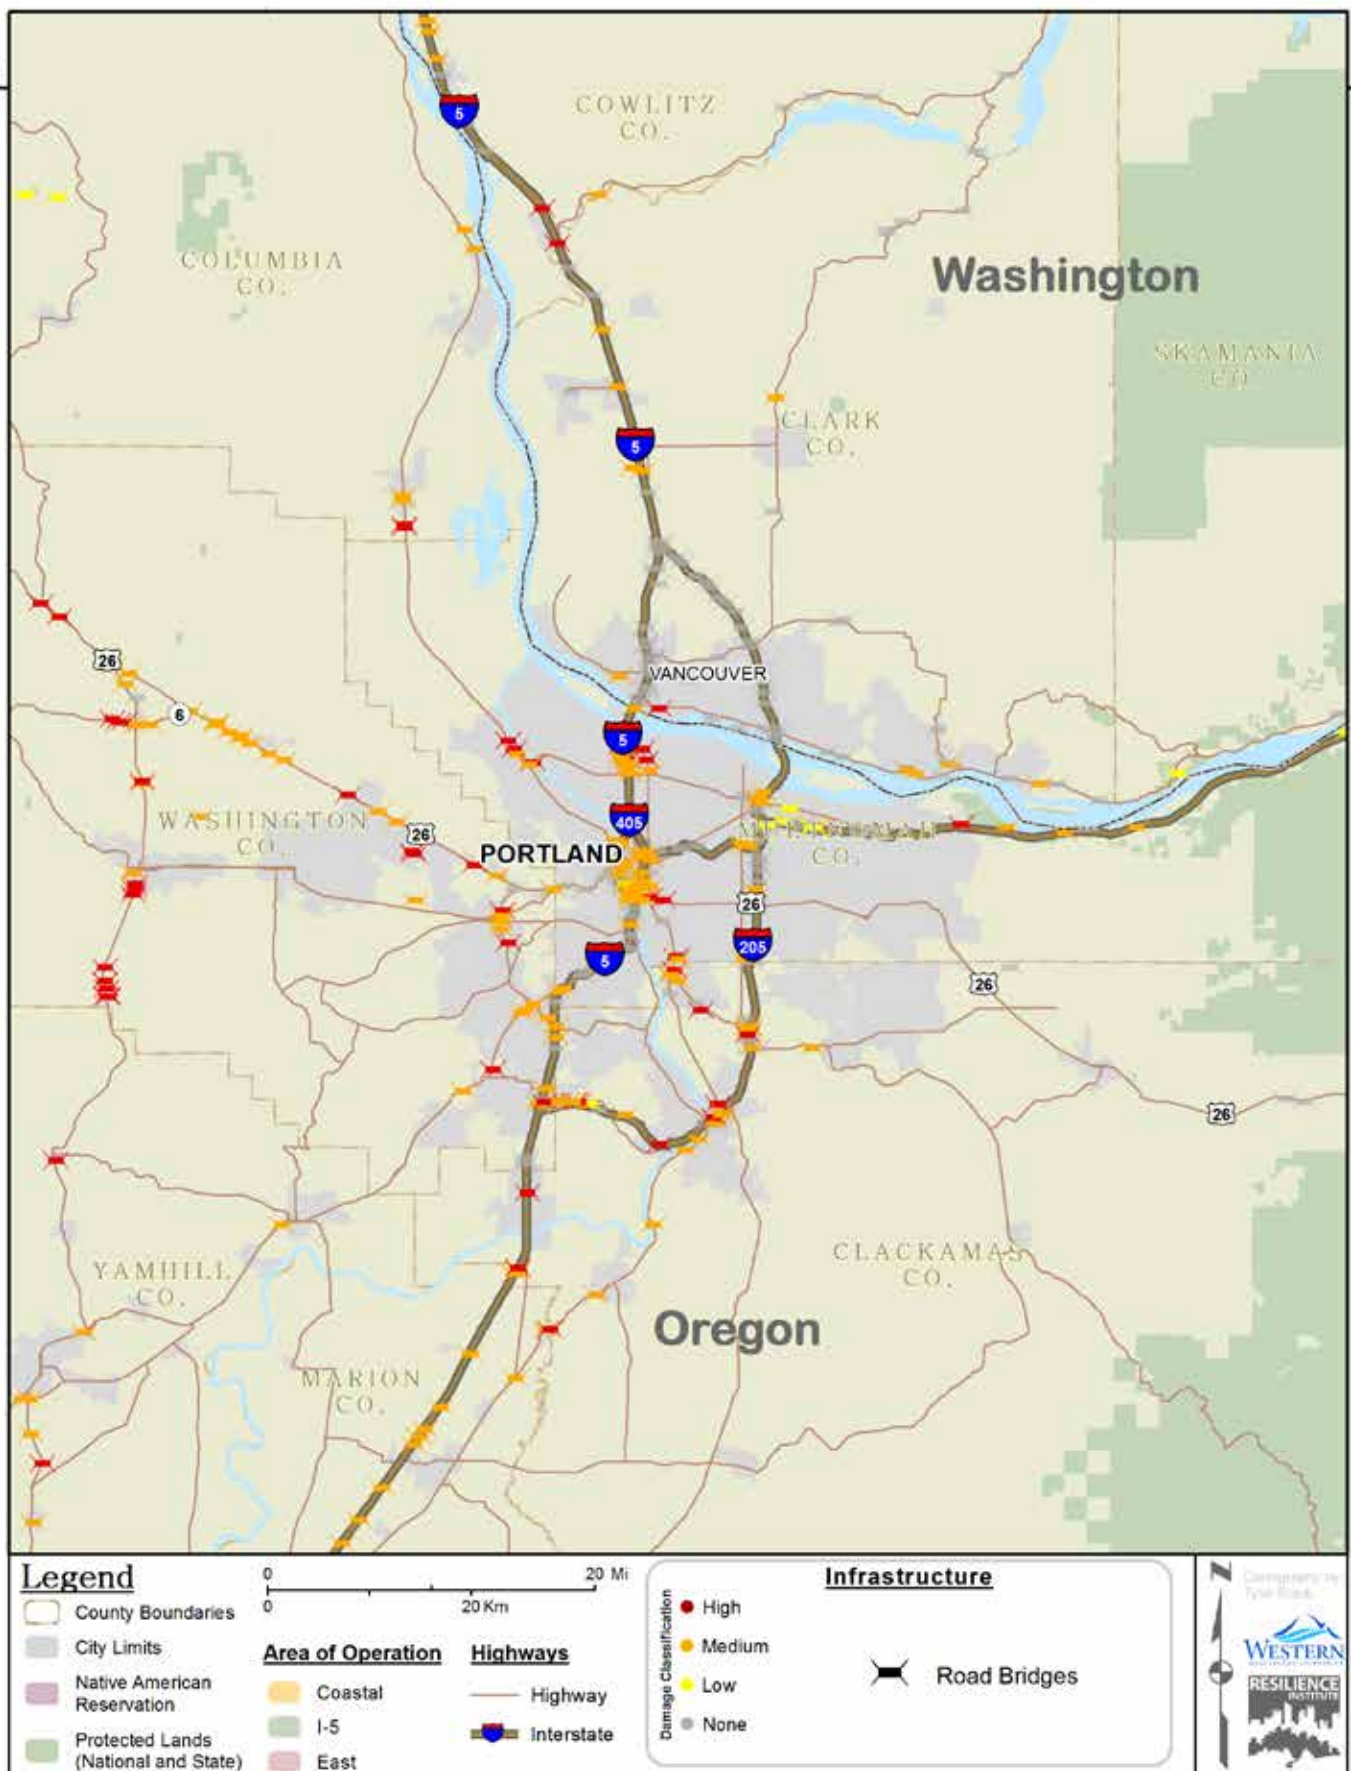 5
COWLITZ
CO.
COLUMBIA
CO.
Washington
SKAMANIA
CO
CLARK
CO.
5
26
6
VANCOUVER
5
405
WASHINGTON
CO.
26
PORTLAND
CO.
26
205
5
26
26
YAMHILL
CO.
CLACKAMAS
CO.
Oregon
MARION
CO.
Legend
County Boundaries
City Limits
Native American
Reservation
Protected Lands
(National and State)
0 20 Mi
0 20 Km
Area of Operation
Coastal
I-5
East
Highways
Highway
Interstate
Infrastructure
Damage Classification
High
Medium
Low
None
Road Bridges
N
Cartography by
WESTERN
RESILIENCE
INSTITUTE